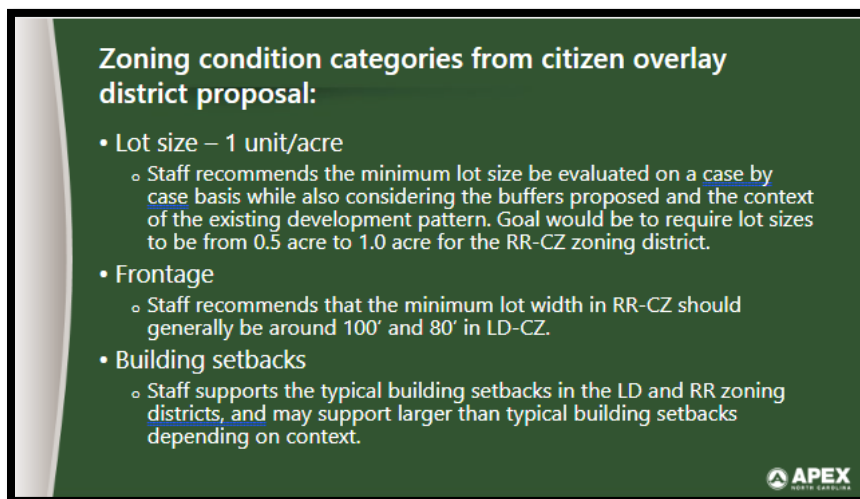 Zoning condition categories from citizen overlay
district proposal:
• Lot size – 1 unit/acre
o Staff recommends the minimum lot size be evaluated on a case by
case basis while also considering the buffers proposed and the context
of the existing development pattern. Goal would be to require lot sizes
to be from 0.5 acre to 1.0 acre for the RR-CZ zoning district.
• Frontage
o Staff recommends that the minimum lot width in RR-CZ should
generally be around 100’ and 80’ in LD-CZ.
• Building setbacks
o Staff supports the typical building setbacks in the LD and RR zoning
districts, and may support larger than typical building setbacks
depending on context.
APEX
NORTH CAROLINA